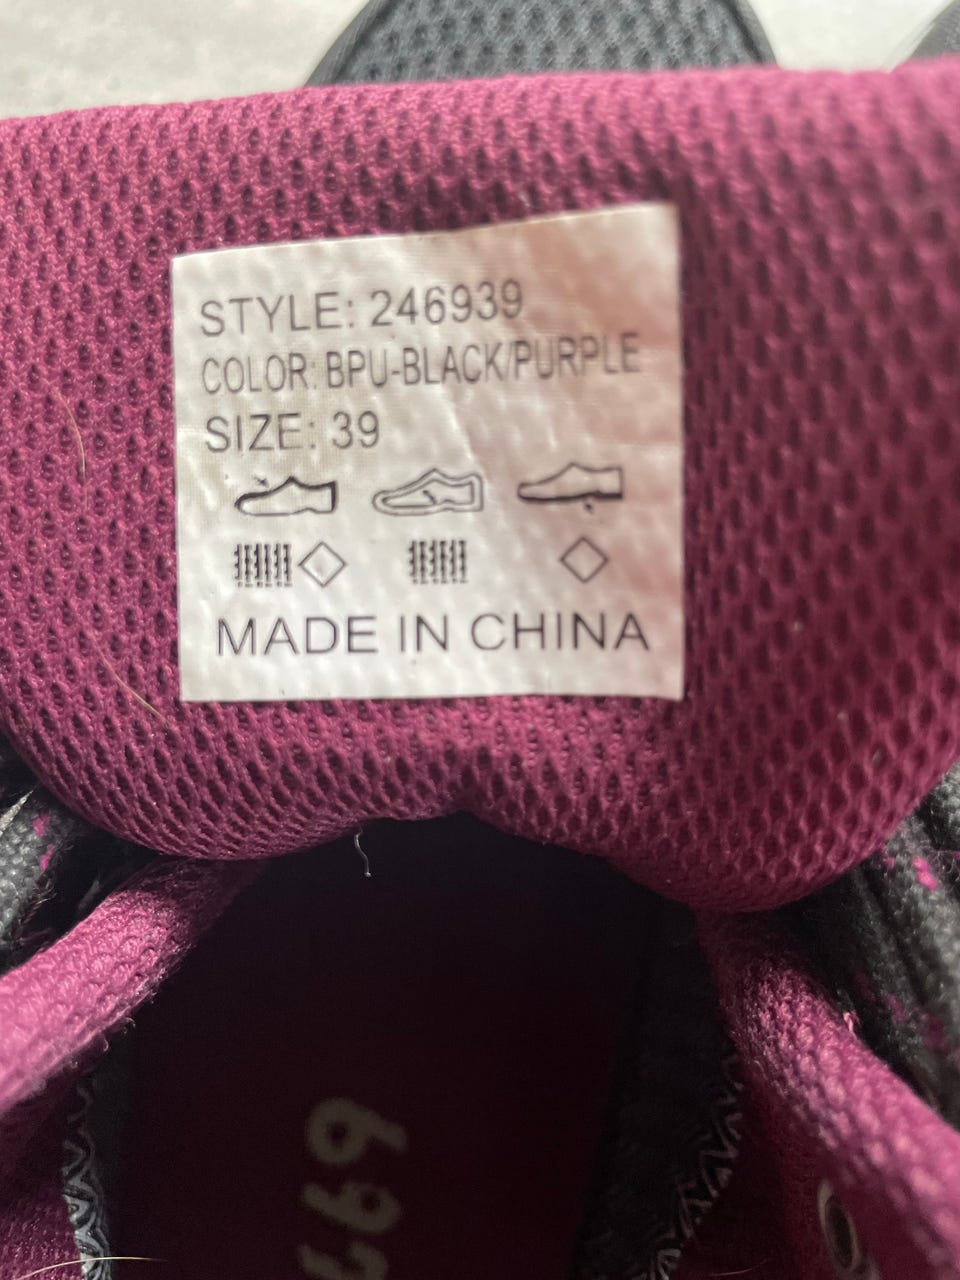 STYLE: 246939
COLOR: BPU-BLACK/PURPLE
SIZE: 39
MADE IN CHINA